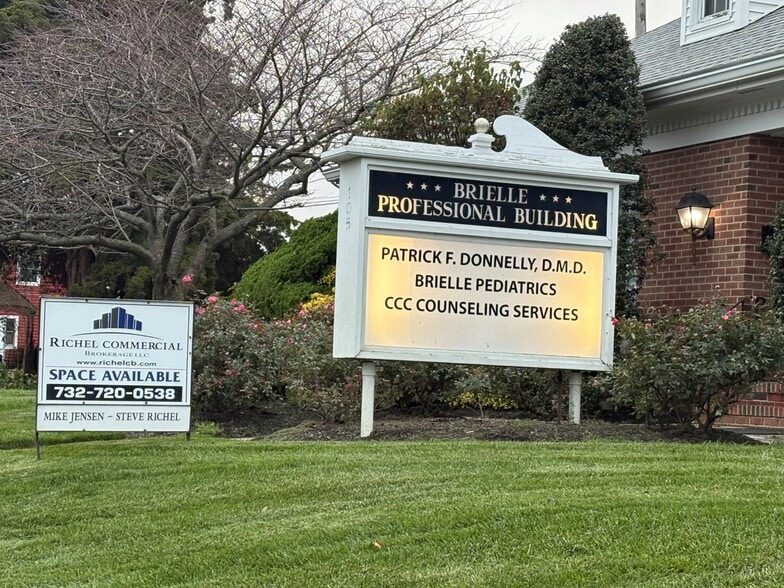 106
★ ★ ★ BRIELLE ★ ★ ★
PROFESSIONAL BUILDING
PATRICK F. DONNELLY, D.M.D.
BRIELLE PEDIATRICS
CCC COUNSELING SERVICES
RICHEL COMMERCIAL
BROKERAGE LLC
www.richelcb.com
SPACE AVAILABLE
732-720-0538
MIKE JENSEN – STEVE RICHEL